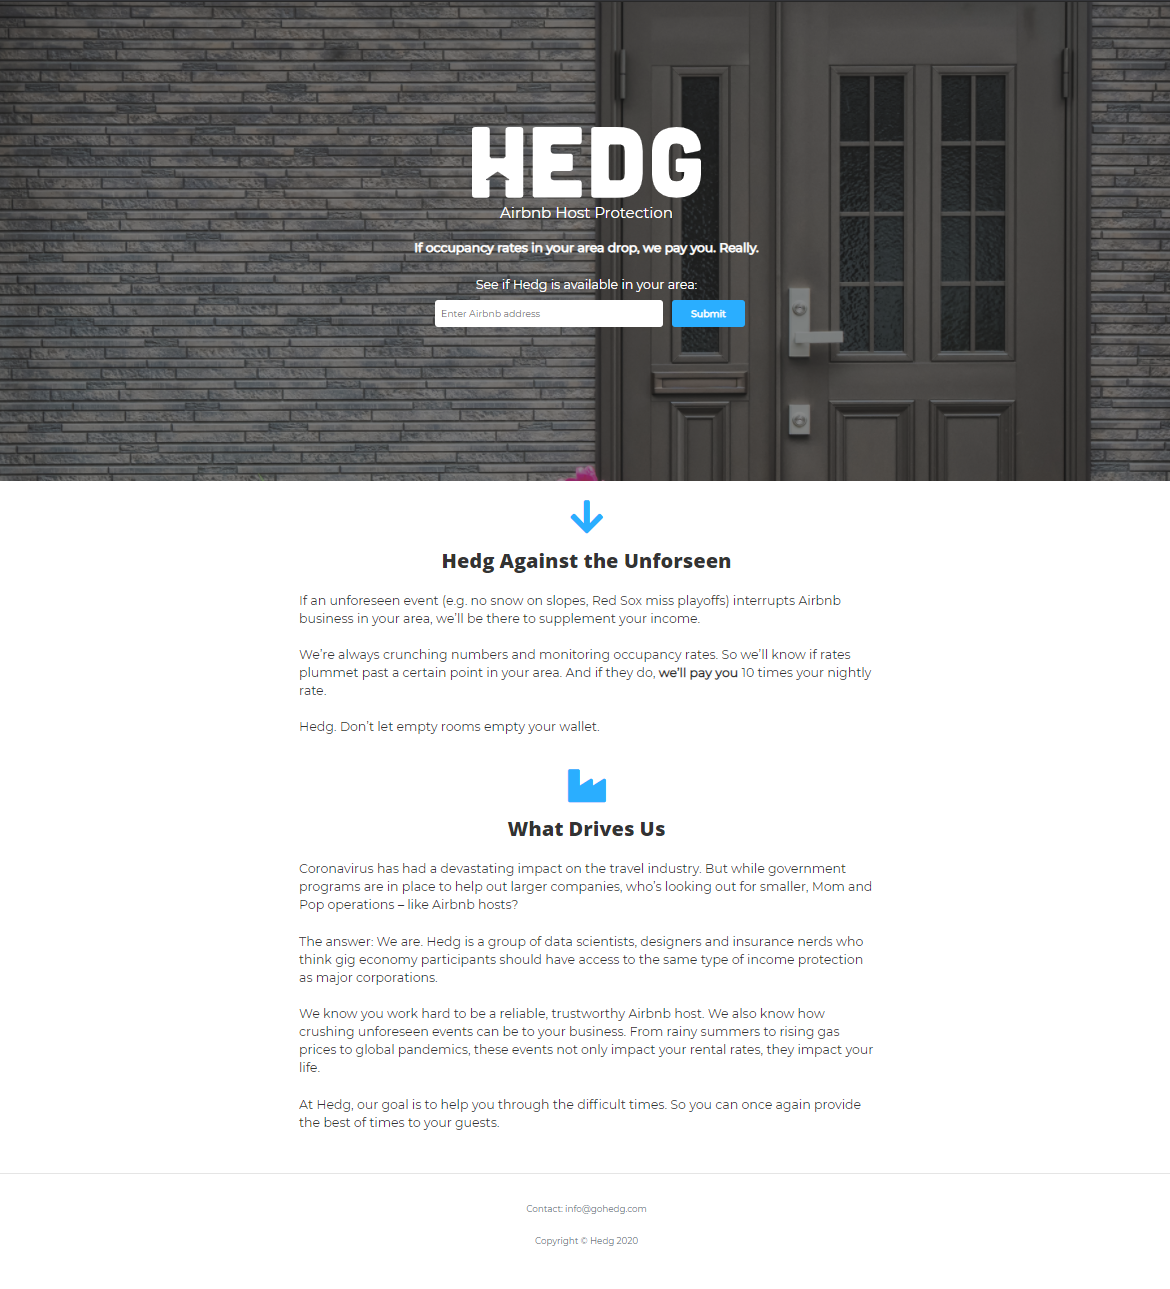 HEDG
Airbnb Host Protection
If occupancy rates in your area drop, we pay you. Really.
See if Hedg is available in your area:
Enter Airbnb address
Submit
Hedg Against the Unforseen
If an unforeseen event (e.g. no snow on slopes, Red Sox miss playoffs) interrupts Airbnb
business in your area, we’ll be there to supplement your income.
We’re always crunching numbers and monitoring occupancy rates. So we’ll know if rates
plummet past a certain point in your area. And if they do, we’ll pay you 10 times your nightly
rate.
Hedg. Don’t let empty rooms empty your wallet.
What Drives Us
Coronavirus has had a devastating impact on the travel industry. But while government
programs are in place to help out larger companies, who’s looking out for smaller, Mom and
Pop operations – like Airbnb hosts?
The answer: We are. Hedg is a group of data scientists, designers and insurance nerds who
think gig economy participants should have access to the same type of income protection
as major corporations.
We know you work hard to be a reliable, trustworthy Airbnb host. We also know how
crushing unforeseen events can be to your business. From rainy summers to rising gas
prices to global pandemics, these events not only impact your rental rates, they impact your
life.
At Hedg, our goal is to help you through the difficult times. So you can once again provide
the best of times to your guests.
Contact: info@gohedg.com
Copyright © Hedg 2020